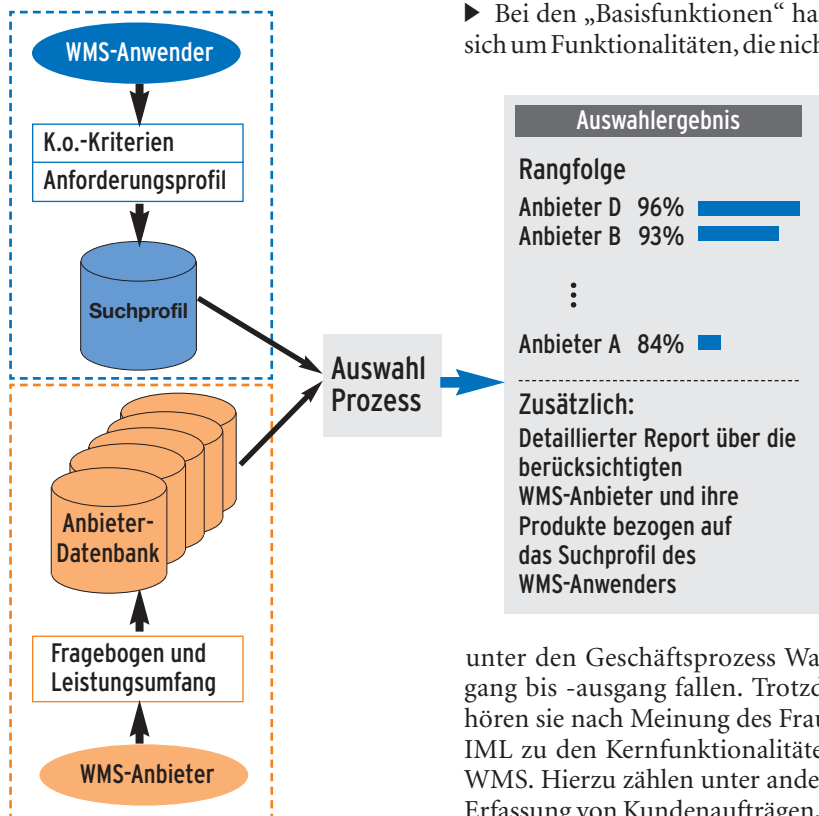 WMS-Anwender
K.o.-Kriterien
Anforderungsprofil
Suchprofil
Anbieter-
Datenbank
Fragebogen und
Leistungsumfang
WMS-Anbieter
Auswahl
Prozess
▶ Bei den „Basisfunktionen“ ha
sich um Funktionalitäten, die nich
Auswahlergebnis
Rangfolge
Anbieter D 96%
Anbieter B 93%
⋮
Anbieter A 84%
Zusätzlich:
Detaillierter Report über die
berücksichtigten
WMS-Anbieter und ihre
Produkte bezogen auf
das Suchprofil des
WMS-Anwenders
unter den Geschäftsprozess Wa
gang bis -ausgang fallen. Trotzd
hören sie nach Meinung des Frau
IML zu den Kernfunktionalitäte
WMS. Hierzu zählen unter ande
Erfassung von Kundenaufträgen,